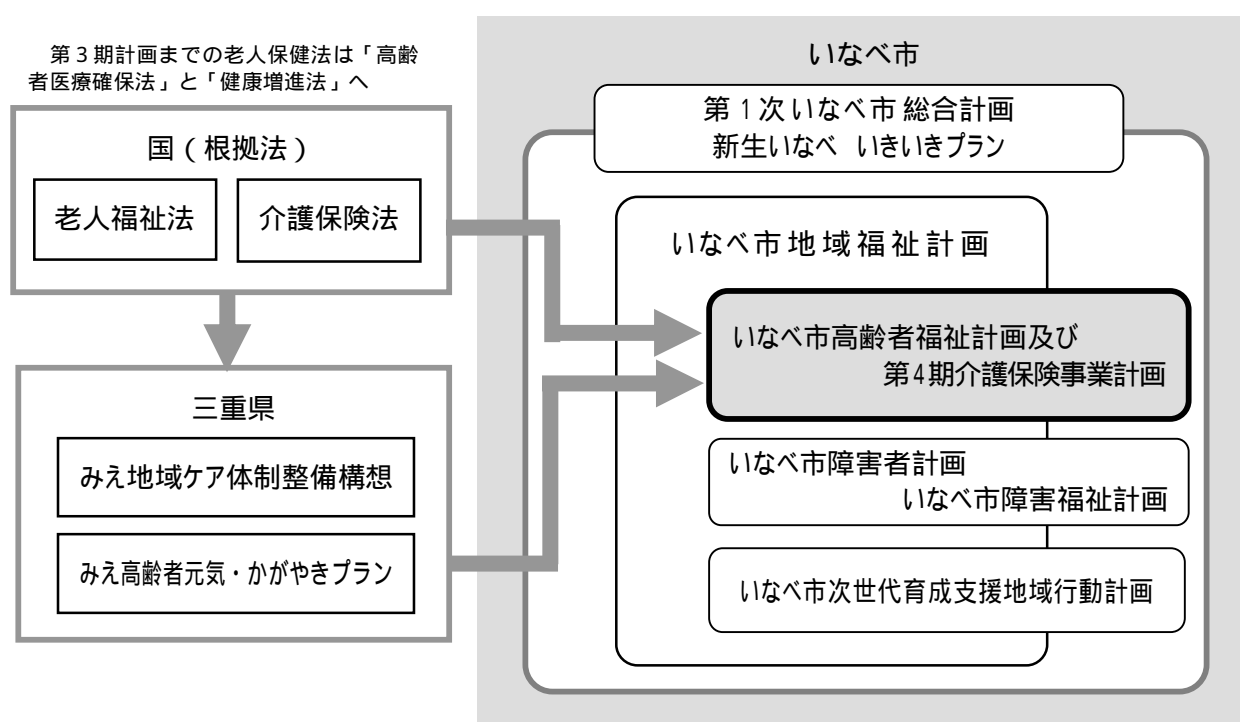 第３期計画までの老人保健法は「高齢
者医療確保法」と「健康増進法」へ
国（根拠法）
老人福祉法
介護保険法
三重県
みえ地域ケア体制整備構想
みえ高齢者元気・かがやきプラン
いなべ市
第１次いなべ市総合計画
新生いなべ　いきいきプラン
いなべ市地域福祉計画
いなべ市高齢者福祉計画及び
第4期介護保険事業計画
いなべ市障害者計画
いなべ市障害福祉計画
いなべ市次世代育成支援地域行動計画